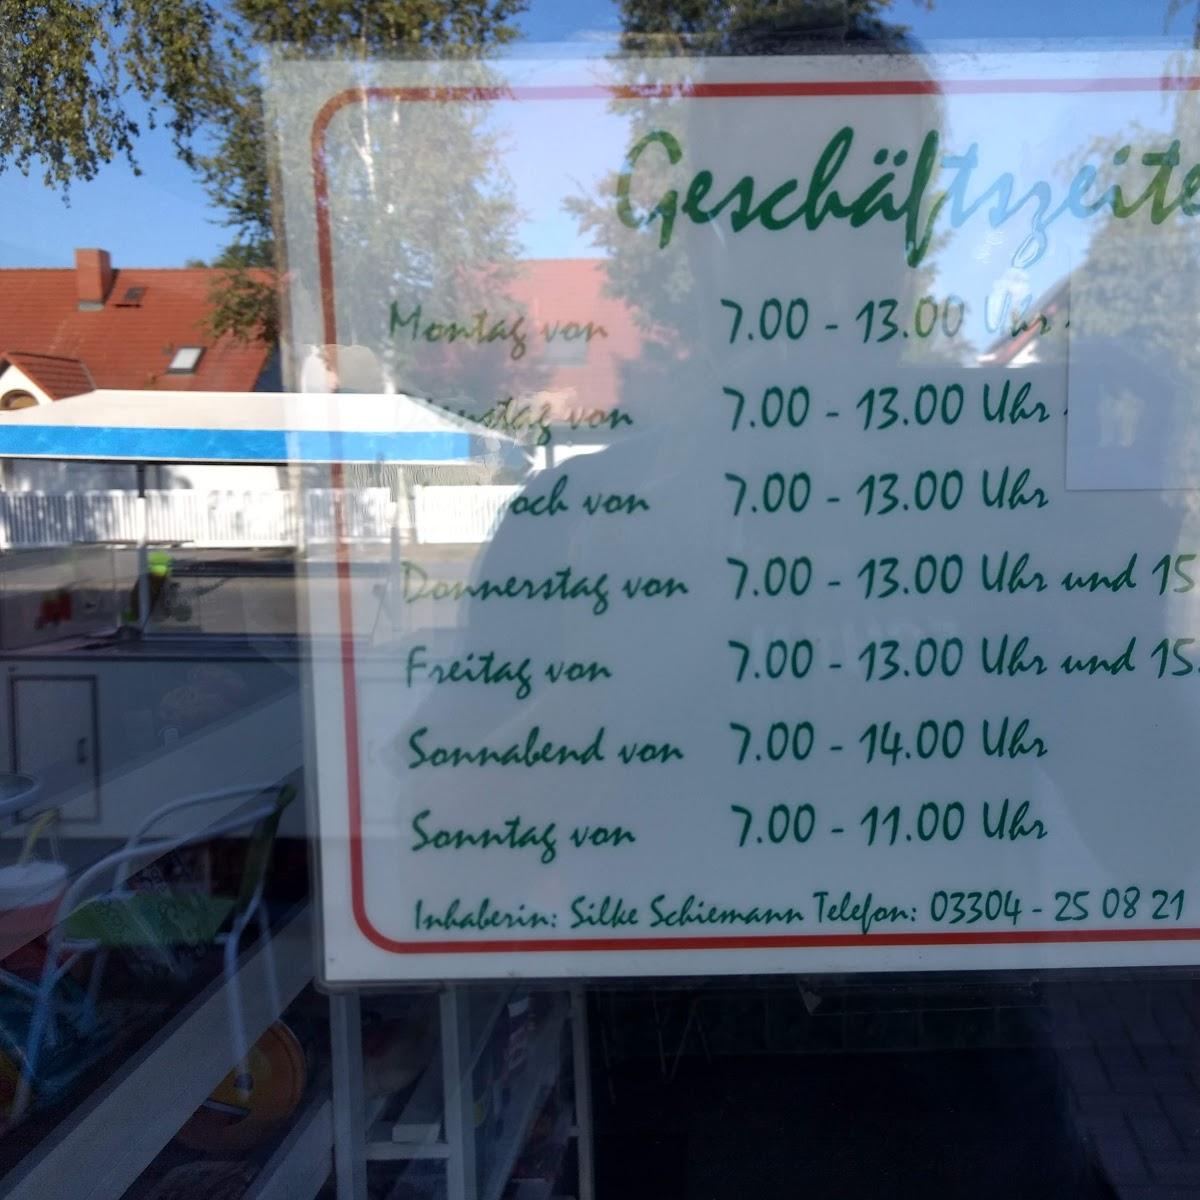 Geschäftszeite
Montag von 7.00 - 13.00 Uhr
Dienstag von 7.00 - 13.00 Uhr
och von 7.00 - 13.00 Uhr
Donnerstag von 7.00 - 13.00 Uhr und 15
Freitag von 7.00 - 13.00 Uhr und 15.
Sonnabend von 7.00 - 14.00 Uhr
Sonntag von 7.00 - 11.00 Uhr
Inhaberin: Silke Schiemann Telefon: 03304 - 25 08 21